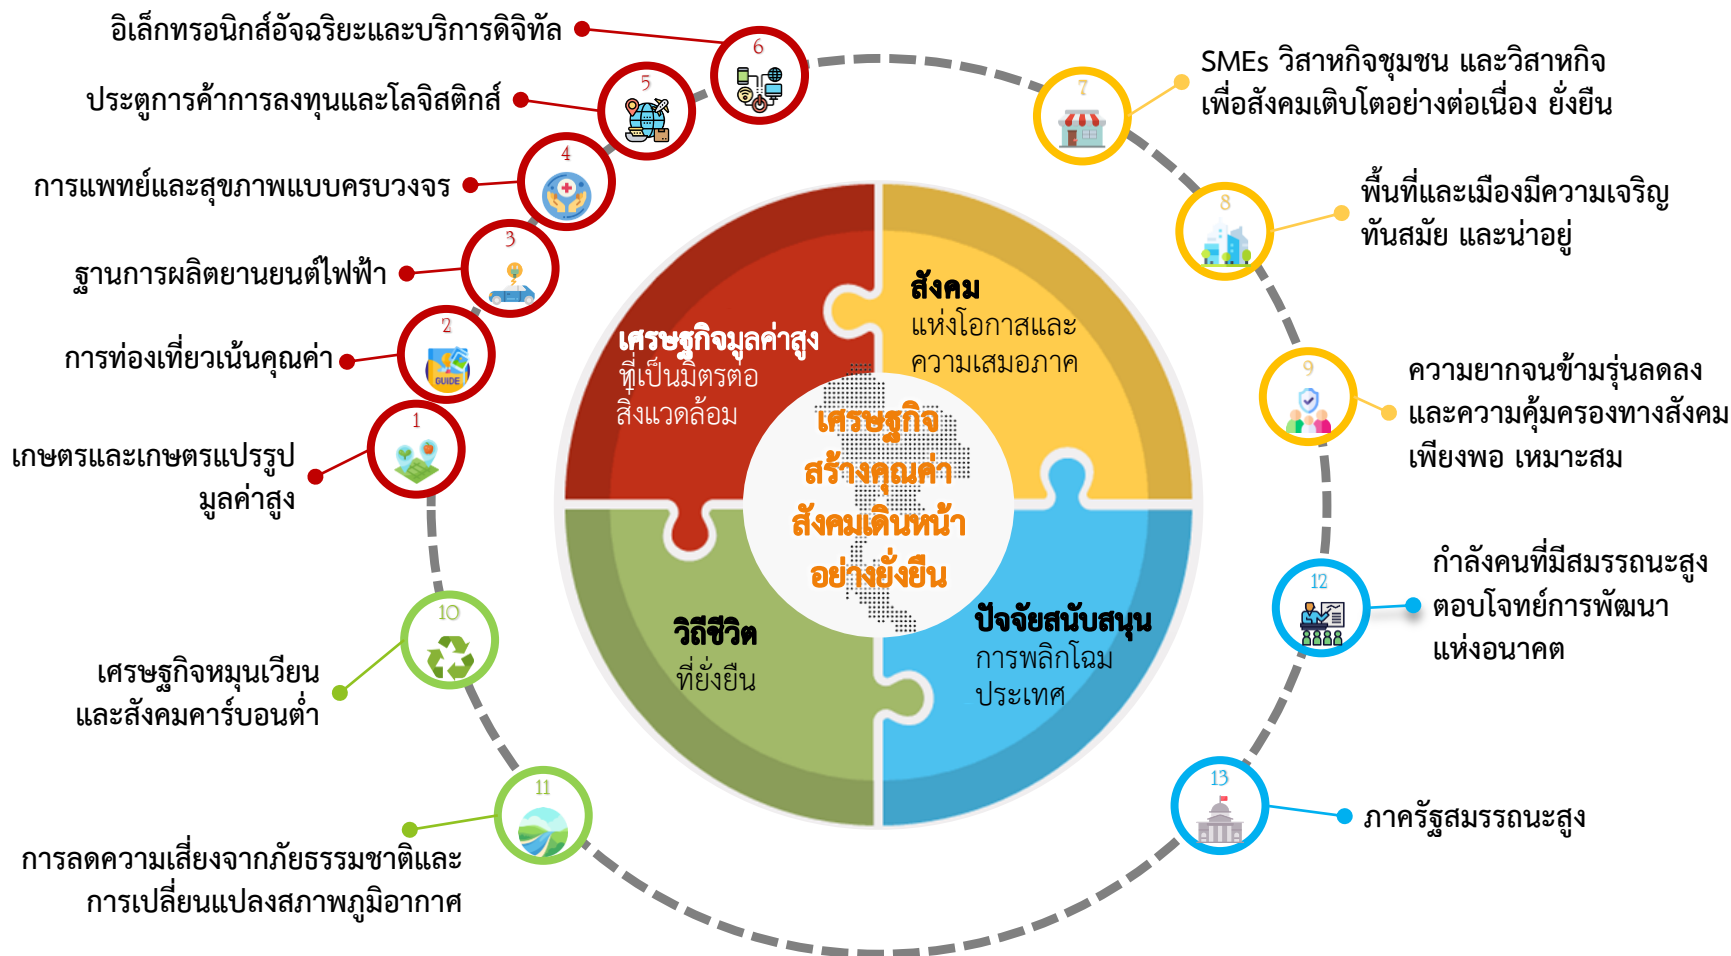 6
อิเล็กทรอนิกส์อัจฉริยะและบริการดิจิทัล
5
ประตูการค้าการลงทุนและโลจิสติกส์
4
การแพทย์และสุขภาพแบบครบวงจร
3
ฐานการผลิตยานยนต์ไฟฟ้า
2
GUIDE
การท่องเที่ยวเน้นคุณค่า
1
เกษตรและเกษตรแปรรูป
มูลค่าสูง
10
เศรษฐกิจหมุนเวียน
และสังคมคาร์บอนต่ำ
11
การลดความเสี่ยงจากภัยธรรมชาติและ
การเปลี่ยนแปลงสภาพภูมิอากาศ
เศรษฐกิจมูลค่าสูง
ที่เป็นมิตรต่อ
สิ่งแวดล้อม
สังคม
แห่งโอกาสและ
ความเสมอภาค
เศรษฐกิจ
สร้างคุณค่า
สังคมเดินหน้า
อย่างยั่งยืน
วิถีชีวิต
ที่ยั่งยืน
ปัจจัยสนับสนุน
การพลิกโฉม
ประเทศ
7
SMEs วิสาหกิจชุมชน และวิสาหกิจ
เพื่อสังคมเติบโตอย่างต่อเนื่อง ยั่งยืน
8
พื้นที่และเมืองมีความเจริญ
ทันสมัย และน่าอยู่
9
ความยากจนข้ามรุ่นลดลง
และความคุ้มครองทางสังคม
เพียงพอ เหมาะสม
12
กำลังคนที่มีสมรรถนะสูง
ตอบโจทย์การพัฒนา
แห่งอนาคต
13
ภาครัฐสมรรถนะสูง